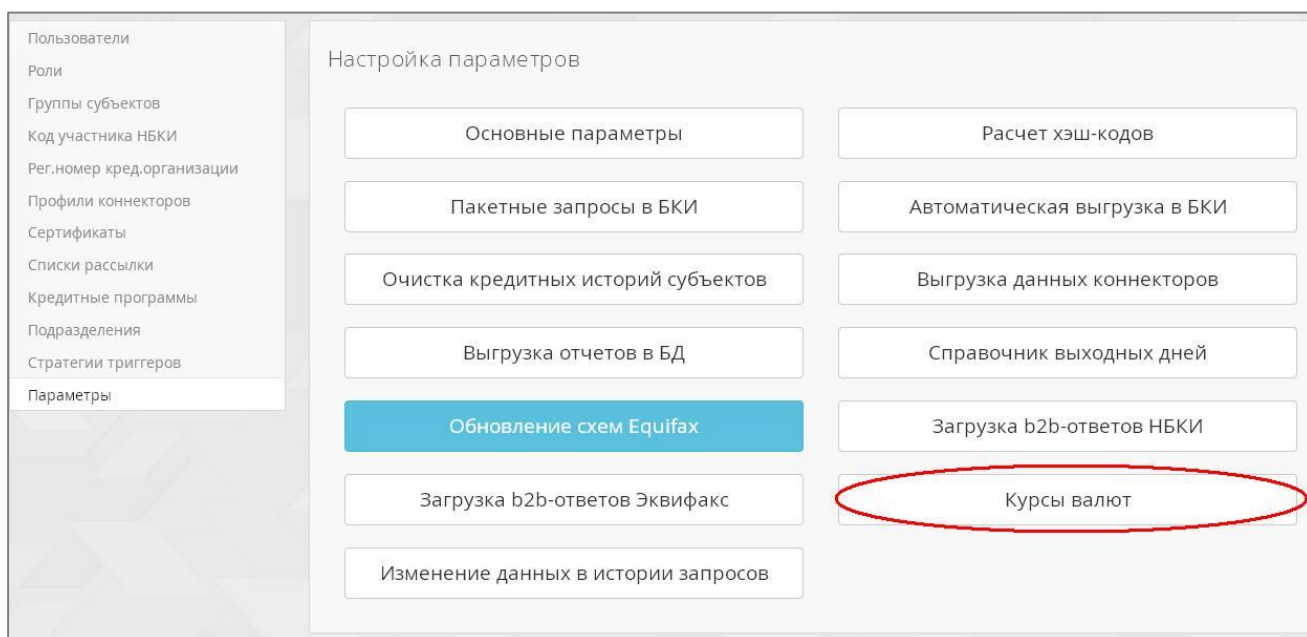 Пользователи
Роли
Группы субъектов
Код участника НБКИ
Рег.номер кред.организации
Профили коннекторов
Сертификаты
Списки рассылки
Кредитные программы
Подразделения
Стратегии триггеров
Параметры
Настройка параметров
Основные параметры
Расчет хэш-кодов
Пакетные запросы в БКИ
Автоматическая выгрузка в БКИ
Очистка кредитных историй субъектов
Выгрузка данных коннекторов
Выгрузка отчетов в БД
Справочник выходных дней
Обновление схем Equifax
Загрузка b2b-ответов НБКИ
Загрузка b2b-ответов Эквифакс
Курсы валют
Изменение данных в истории запросов